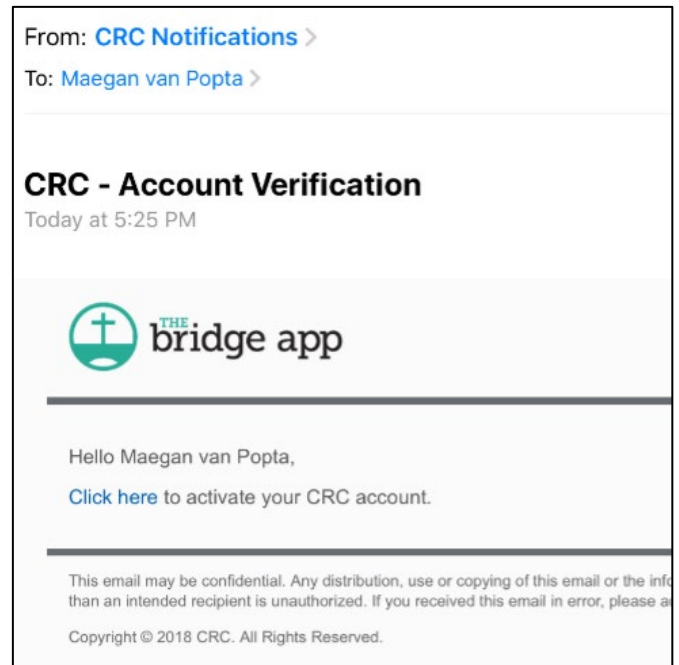 From: CRC Notifications >
To: Maegan van Popta >
CRC - Account Verification
Today at 5:25 PM
THE
bridge app
Hello Maegan van Popta,
Click here to activate your CRC account.
This email may be confidential. Any distribution, use or copying of this email or the
than an intended recipient is unauthorized. If you received this email in error, please
Copyright © 2018 CRC. All Rights Reserved.